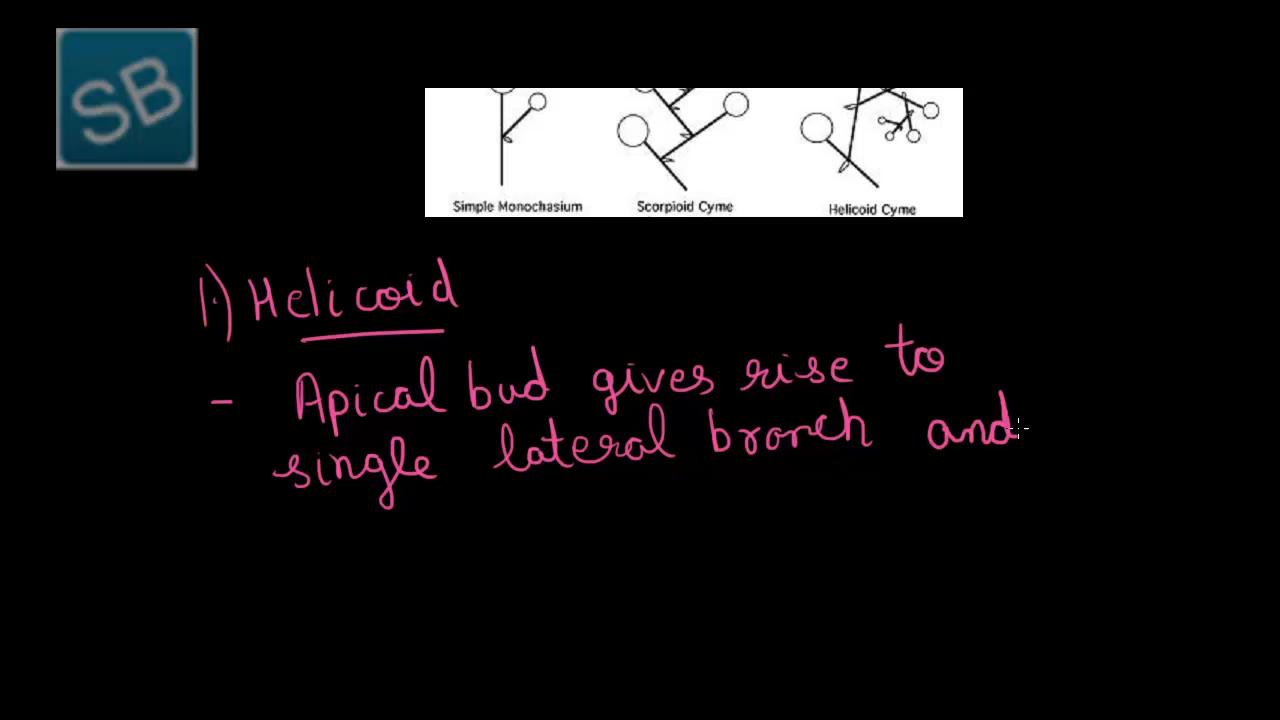 SB
Simple Monochasium Scorpioid Cyme Helicoid Cyme
1.) Helicoid
- Apical bud gives rise to
single lateral branch and